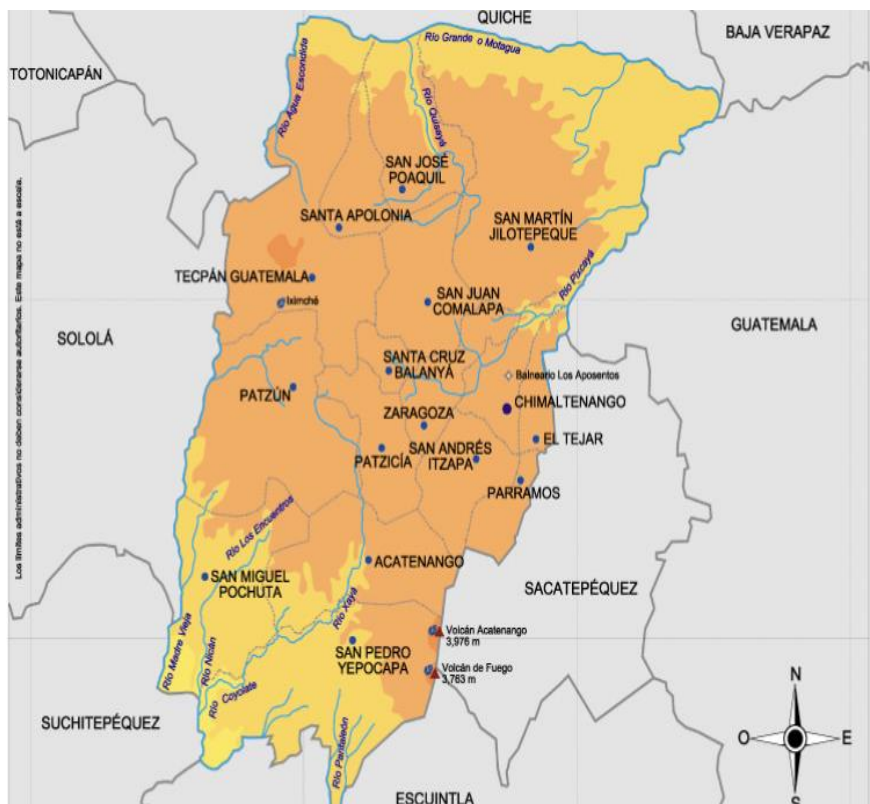 QUICHE
BAJA VERAPAZ
TOTONICAPÁN
Río Grande o Motagua
Río Agua Escondida
Río Quisayá
SAN JOSÉ
POAQUIL
SANTA APOLONIA
SAN MARTÍN
JILOTEPEQUE
TECPÁN GUATEMALA
Iximché
SAN JUAN
COMALAPA
Río Pixcayá
SOLOLÁ
GUATEMALA
SANTA CRUZ
BALANYÁ
Balneario Los Aposentos
PATZÚN
CHIMALTENANGO
ZARAGOZA
EL TEJAR
PATZICÍA
SAN ANDRÉS
ITZAPA
PARRAMOS
Río Los Encuentros
ACATENANGO
SAN MIGUEL
POCHUTA
SACATEPÉQUEZ
Río Xayá
Río Madre Vieja
Río Nicán
Río Coyolate
SAN PEDRO
YEPOCAPA
Volcán Acatenango
3,976 m
Volcán de Fuego
3,763 m
SUCHITEPÉQUEZ
Río Pantaleón
ESCUINTLA
N
O
E
S
Los límites administrativos no deben considerarse autoritarios. Este mapa no está a escala.